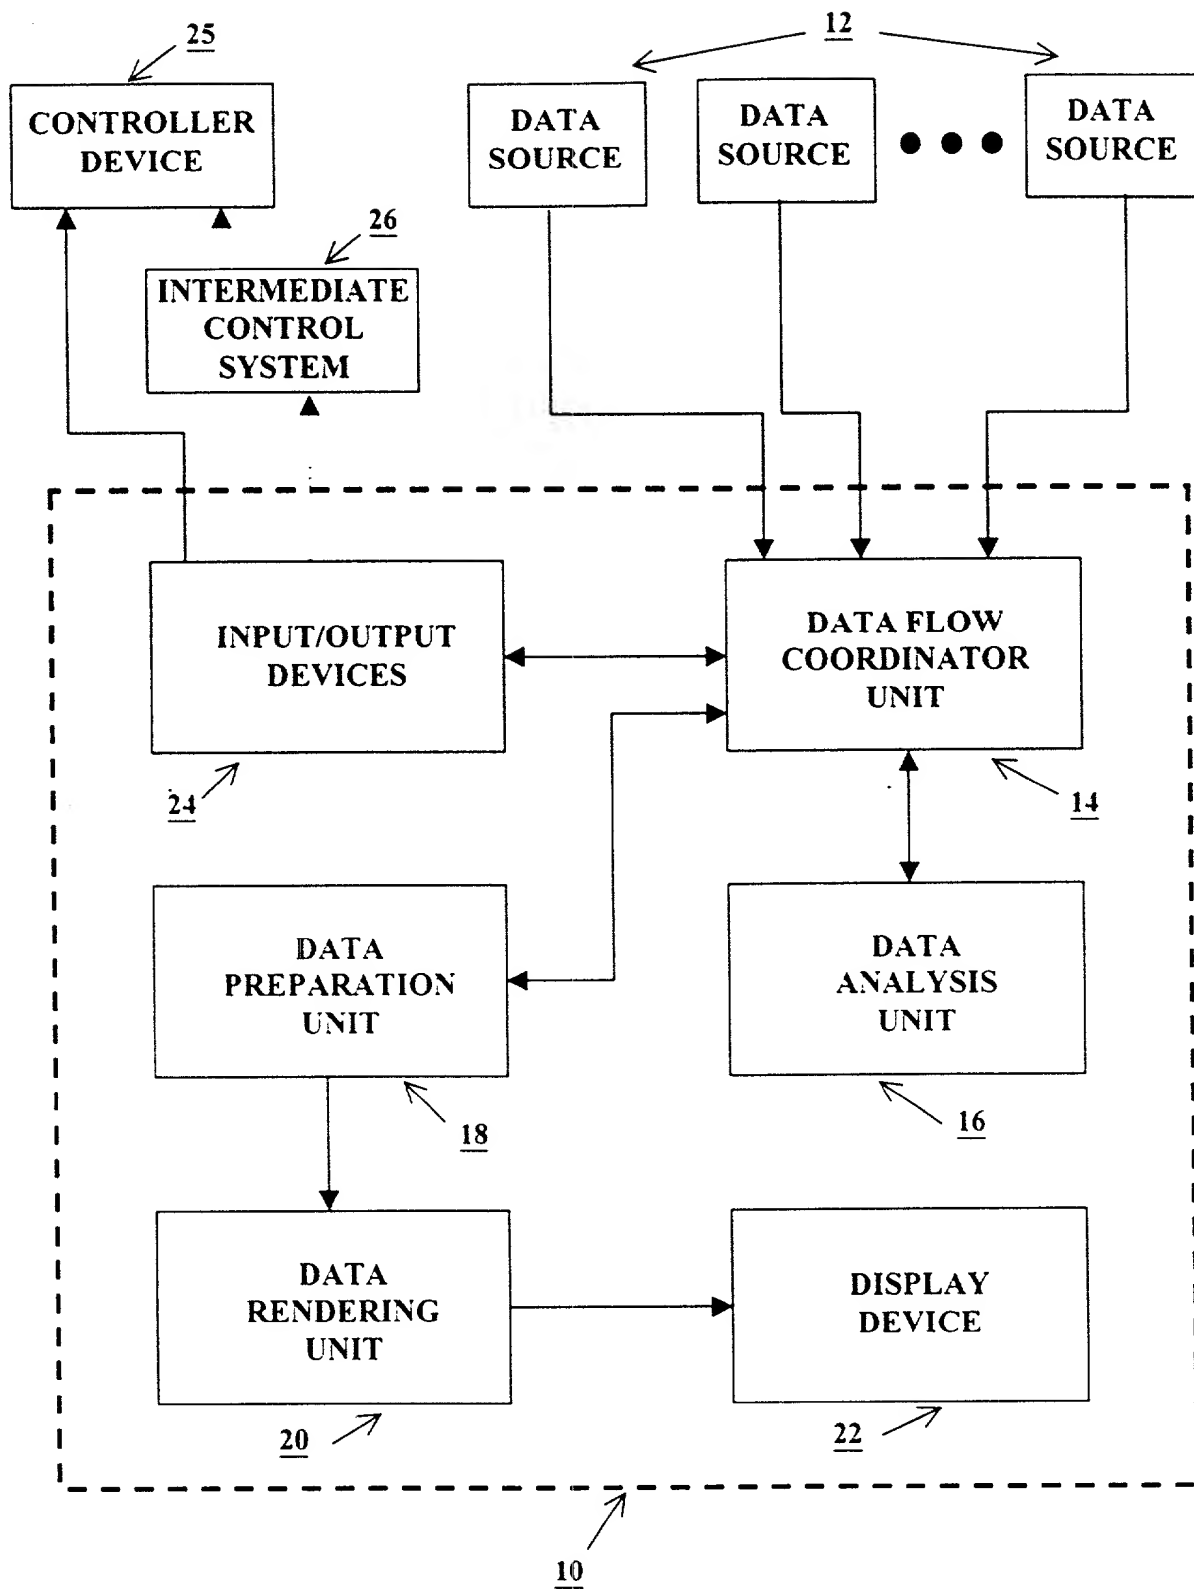 25
12
CONTROLLER
DEVICE
DATA
SOURCE
DATA
SOURCE
DATA
SOURCE
26
INTERMEDIATE
CONTROL
SYSTEM
INPUT/OUTPUT
DEVICES
DATA FLOW
COORDINATOR
UNIT
24
14
DATA
PREPARATION
UNIT
DATA
ANALYSIS
UNIT
18
16
DATA
RENDERING
UNIT
DISPLAY
DEVICE
20
22
10